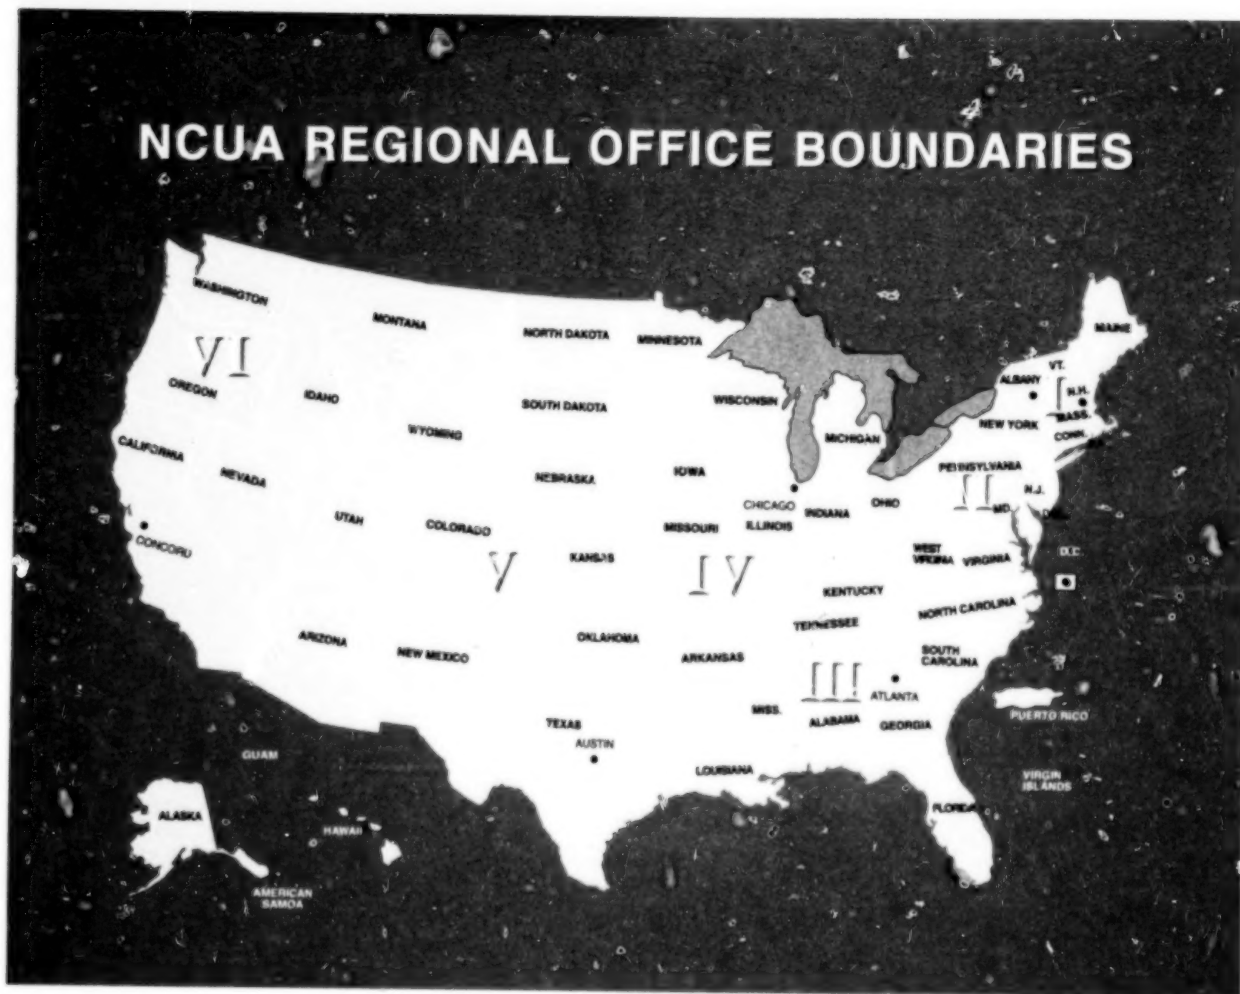 NCUA REGIONAL OFFICE BOUNDARIES
WASHINGTON
MONTANA
NORTH DAKOTA
MINNESOTA
MAINE
VI
VT.
ALBANY
I
N.H.
OREGON
IDAHO
SOUTH DAKOTA
WISCONSIN
MASS.
NEW YORK
WYOMING
MICHIGAN
CONN.
CALIFORNIA
NEVADA
NEBRASKA
IOWA
PENNSYLVANIA
II
N.J.
CHICAGO
INDIANA
OHIO
MD.
UTAH
COLORADO
MISSOURI
ILLINOIS
CONCORD
KANSAS
V
IV
WEST
VIRGINIA
VIRGINIA
D.C.
KENTUCKY
NORTH CAROLINA
TENNESSEE
ARIZONA
NEW MEXICO
OKLAHOMA
ARKANSAS
SOUTH
CAROLINA
III
ATLANTA
MISS.
ALABAMA
GEORGIA
PUERTO RICO
TEXAS
AUSTIN
GUAM
LOUISIANA
VIRGIN
ISLANDS
ALASKA
HAWAII
FLORIDA
AMERICAN
SAMOA